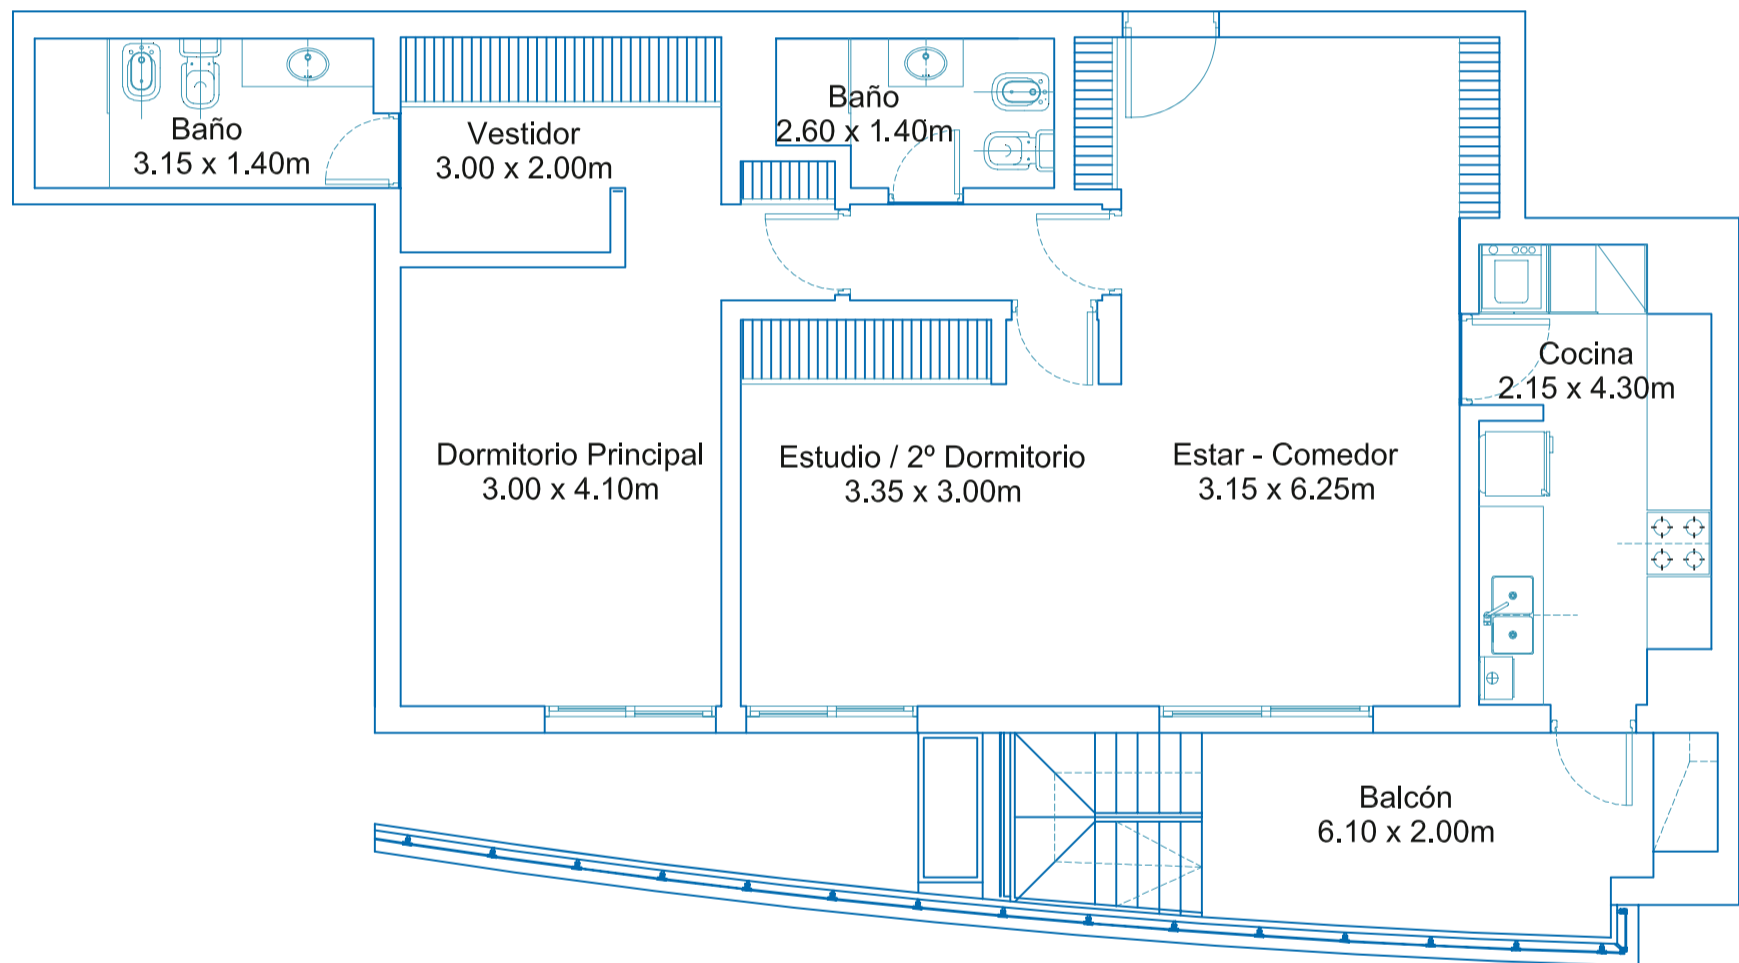 Baño
3.15 x 1.40m
Vestidor
3.00 x 2.00m
Baño
2.60 x 1.40m
Cocina
2.15 x 4.30m
Dormitorio Principal
3.00 x 4.10m
Estudio / 2º Dormitorio
3.35 x 3.00m
Estar - Comedor
3.15 x 6.25m
Balcón
6.10 x 2.00m